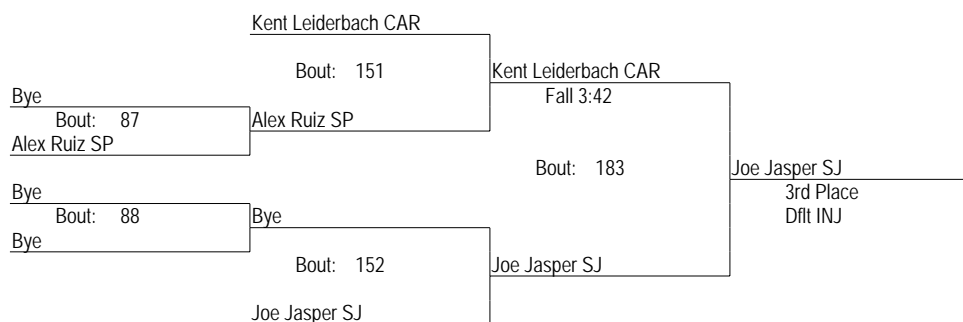 Kent Leiderbach CAR
Bout: 151
Kent Leiderbach CAR
Fall 3:42
Bye
Bout: 87
Alex Ruiz SP
Alex Ruiz SP
Bout: 183
Joe Jasper SJ
3rd Place
Dflt INJ
Bye
Bout: 88
Bye
Bye
Bout: 152
Joe Jasper SJ
Joe Jasper SJ